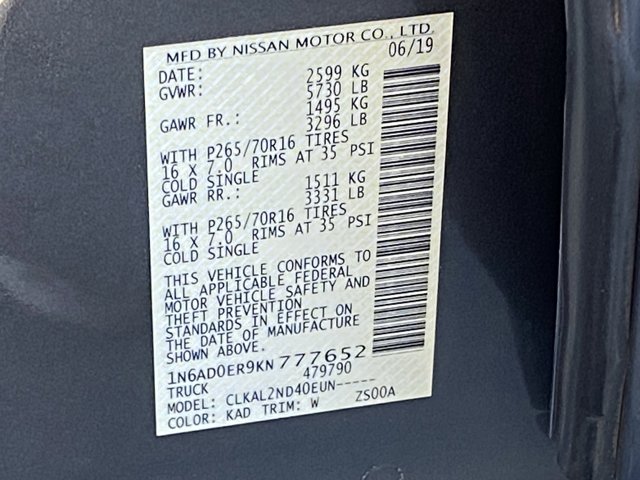 MFD BY NISSAN MOTOR CO., LTD.
DATE: 06/19
GVWR: 2599 KG
5730 LB
GAWR FR.: 1495 KG
3296 LB
WITH P265/70R16 TIRES
16 X 7.0 RIMS AT 35 PSI
COLD SINGLE
GAWR RR.: 1511 KG
3331 LB
WITH P265/70R16 TIRES
16 X 7.0 RIMS AT 35 PSI
COLD SINGLE
THIS VEHICLE CONFORMS TO
ALL APPLICABLE FEDERAL
MOTOR VEHICLE SAFETY AND
THEFT PREVENTION
STANDARDS IN EFFECT ON
THE DATE OF MANUFACTURE
SHOWN ABOVE.
1N6AD0ER9KN777652
TRUCK 479790
MODEL: CLKAL2ND40EUN-----
COLOR: KAD TRIM: W ZS00A